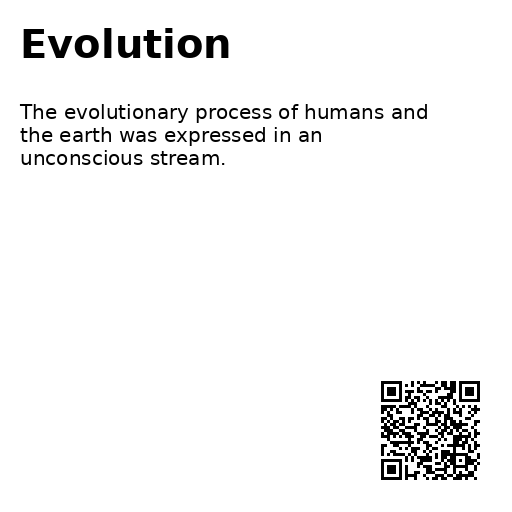 Evolution
The evolutionary process of humans and
the earth was expressed in an
unconscious stream.